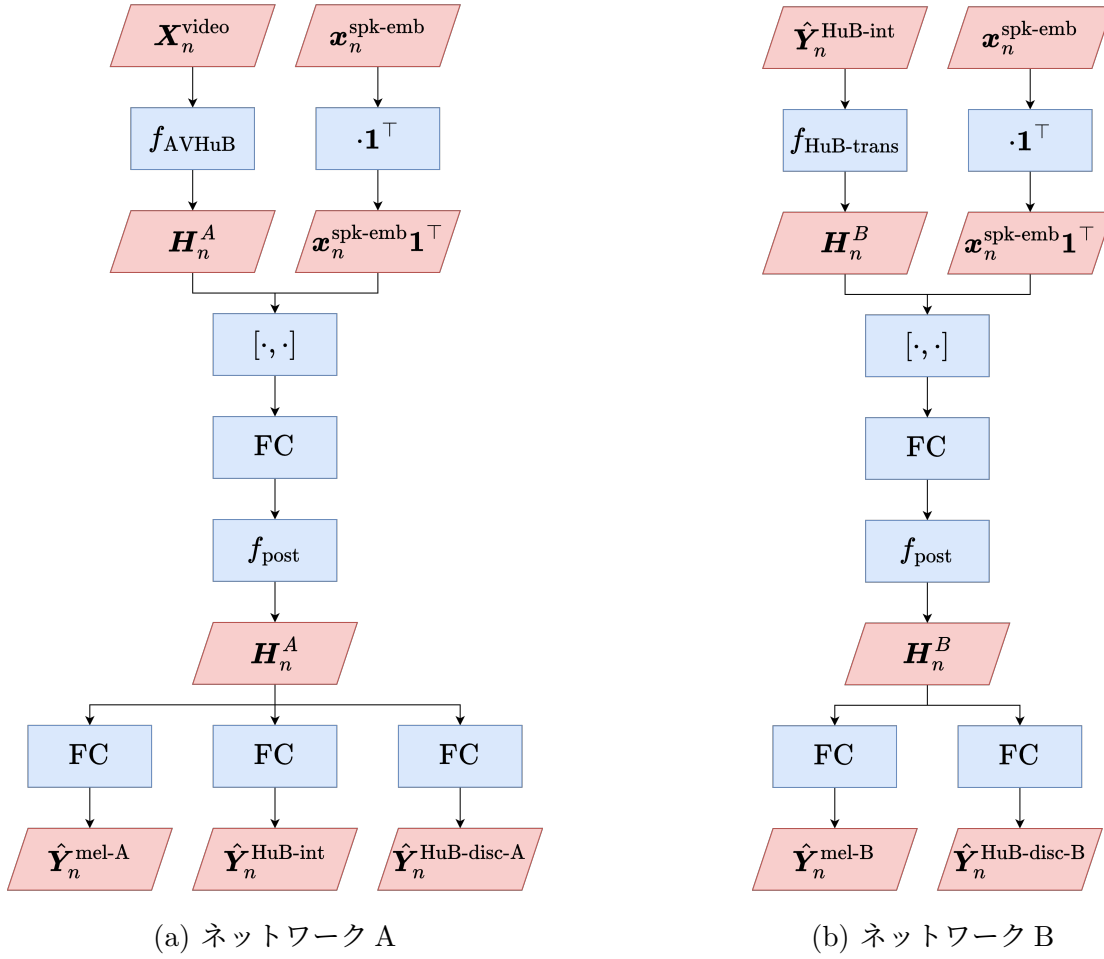 X_n^video x_n^spk-emb
f_AVHuB ·1^⊤
H_n^A x_n^spk-emb 1^⊤
[·, ·]
FC
f_post
H_n^A
FC FC FC
Ŷ_n^mel-A Ŷ_n^HuB-int Ŷ_n^HuB-disc-A
(a) ネットワーク A
Ŷ_n^HuB-int x_n^spk-emb
f_HuB-trans ·1^⊤
H_n^B x_n^spk-emb 1^⊤
[·, ·]
FC
f_post
H_n^B
FC FC
Ŷ_n^mel-B Ŷ_n^HuB-disc-B
(b) ネットワーク B